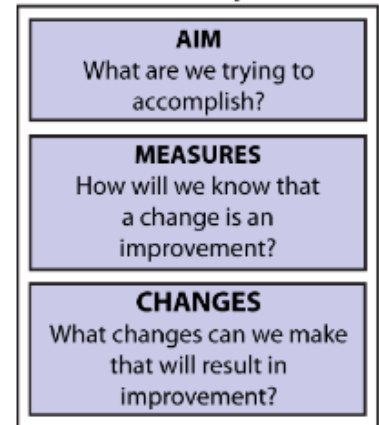 AIM
What are we trying to
accomplish?
MEASURES
How will we know that
a change is an
improvement?
CHANGES
What changes can we make
that will result in
improvement?